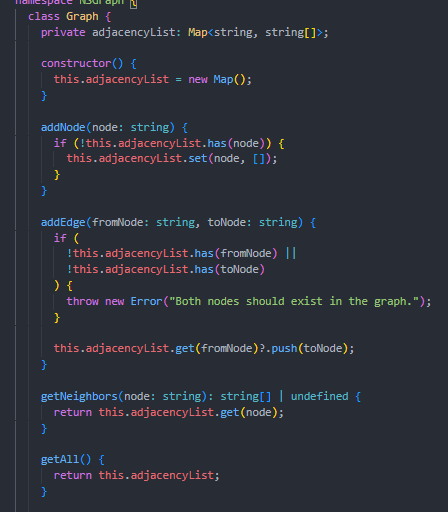 namespace NSGraph {
class Graph {
private adjacencyList: Map<string, string[]>;
constructor() {
this.adjacencyList = new Map();
}
addNode(node: string) {
if (!this.adjacencyList.has(node)) {
this.adjacencyList.set(node, []);
}
}
addEdge(fromNode: string, toNode: string) {
if (
!this.adjacencyList.has(fromNode) ||
!this.adjacencyList.has(toNode)
) {
throw new Error("Both nodes should exist in the graph.");
}
this.adjacencyList.get(fromNode)?.push(toNode);
}
getNeighbors(node: string): string[] | undefined {
return this.adjacencyList.get(node);
}
getAll() {
return this.adjacencyList;
}